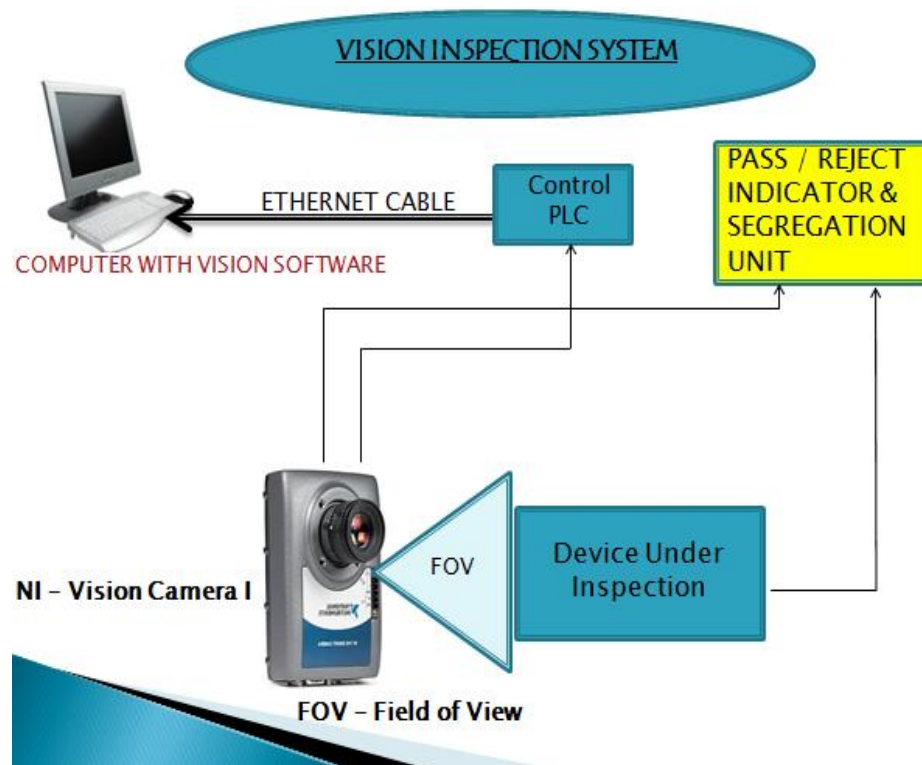 VISION INSPECTION SYSTEM
PASS / REJECT
INDICATOR &
SEGREGATION
UNIT
Control
PLC
ETHERNET CABLE
COMPUTER WITH VISION SOFTWARE
FOV
Device Under
Inspection
NI – Vision Camera I
FOV – Field of View